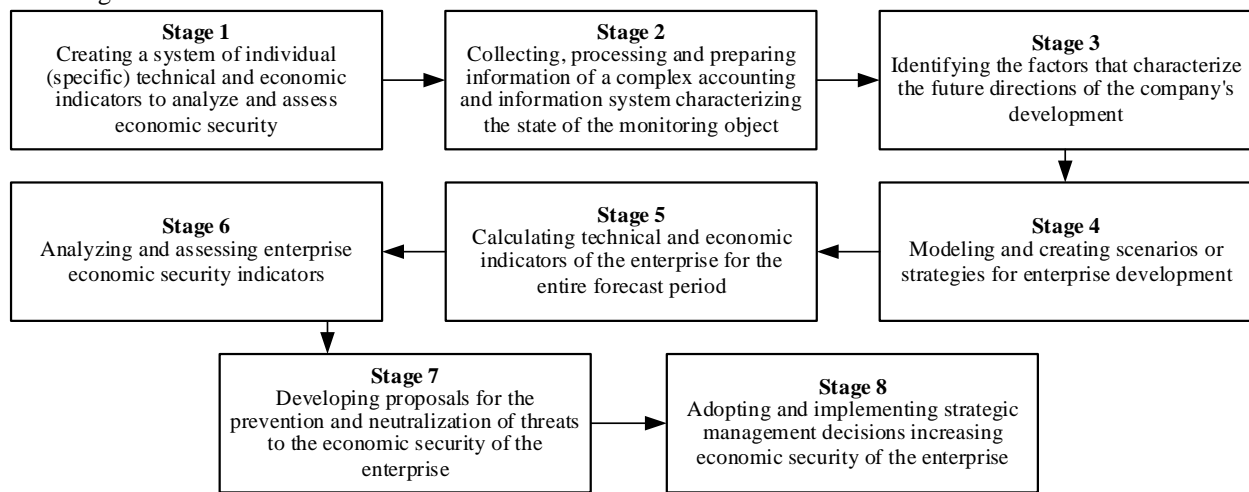 Stage 1
Creating a system of individual
(specific) technical and economic
indicators to analyze and assess
economic security
Stage 2
Collecting, processing and preparing
information of a complex accounting
and information system characterizing
the state of the monitoring object
Stage 3
Identifying the factors that characterize
the future directions of the company's
development
Stage 4
Modeling and creating scenarios or
strategies for enterprise development
Stage 5
Calculating technical and economic
indicators of the enterprise for the
entire forecast period
Stage 6
Analyzing and assessing enterprise
economic security indicators
Stage 7
Developing proposals for the
prevention and neutralization of threats
to the economic security of the
enterprise
Stage 8
Adopting and implementing strategic
management decisions increasing
economic security of the enterprise